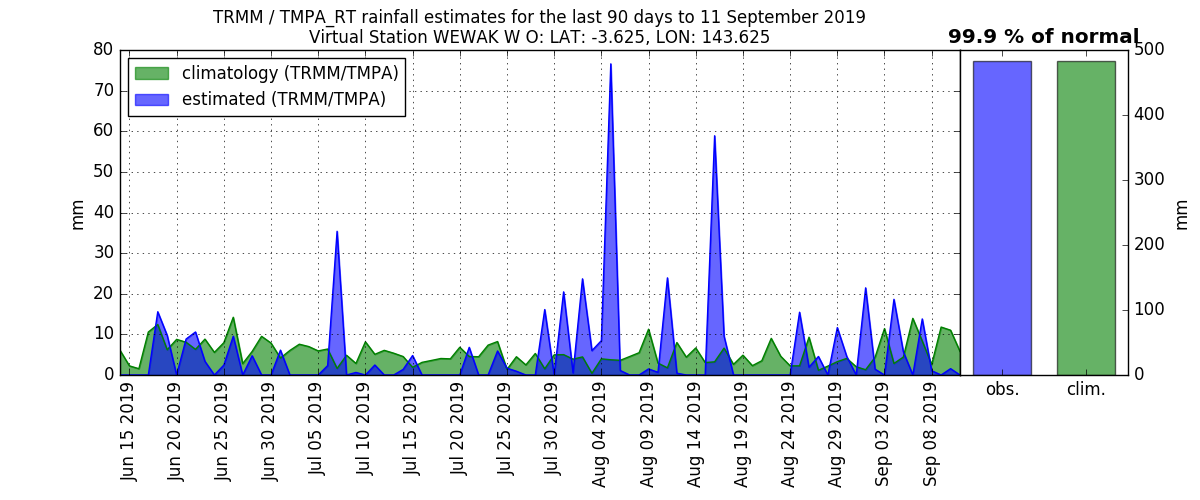 TRMM / TMPA_RT rainfall estimates for the last 90 days to 11 September 2019
Virtual Station WEWAK W O: LAT: -3.625, LON: 143.625
99.9 % of normal
climatology (TRMM/TMPA)
estimated (TRMM/TMPA)
80
70
60
50
40
30
20
10
0
mm
Jun 15 2019
Jun 20 2019
Jun 25 2019
Jun 30 2019
Jul 05 2019
Jul 10 2019
Jul 15 2019
Jul 20 2019
Jul 25 2019
Jul 30 2019
Aug 04 2019
Aug 09 2019
Aug 14 2019
Aug 19 2019
Aug 24 2019
Aug 29 2019
Sep 03 2019
Sep 08 2019
obs.
clim.
500
400
300
200
100
0
mm